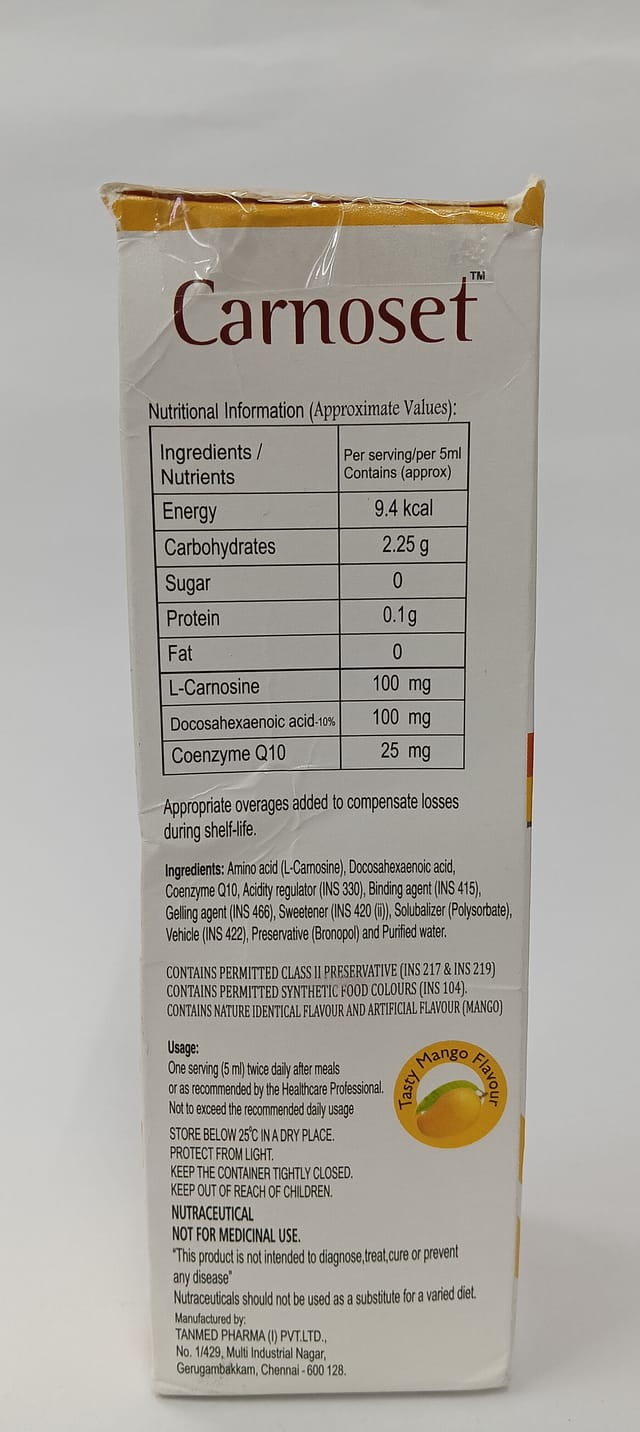 Carnoset™
Nutritional Information (Approximate Values):
Ingredients / Nutrients Per serving/per 5ml Contains (approx)
Energy 9.4 kcal
Carbohydrates 2.25 g
Sugar 0
Protein 0.1g
Fat 0
L-Carnosine 100 mg
Docosahexaenoic acid-10% 100 mg
Coenzyme Q10 25 mg
Appropriate overages added to compensate losses
during shelf-life.
Ingredients: Amino acid (L-Carnosine), Docosahexaenoic acid,
Coenzyme Q10, Acidity regulator (INS 330), Binding agent (INS 415),
Gelling agent (INS 466), Sweetener (INS 420 (ii)), Solubalizer (Polysorbate),
Vehicle (INS 422), Preservative (Bronopol) and Purified water.
CONTAINS PERMITTED CLASS II PRESERVATIVE (INS 217 & INS 219)
CONTAINS PERMITTED SYNTHETIC FOOD COLOURS (INS 104).
CONTAINS NATURE IDENTICAL FLAVOUR AND ARTIFICIAL FLAVOUR (MANGO)
Usage:
One serving (5 ml) twice daily after meals
or as recommended by the Healthcare Professional.
Not to exceed the recommended daily usage
Tasty Mango Flavour
STORE BELOW 25°C IN A DRY PLACE.
PROTECT FROM LIGHT.
KEEP THE CONTAINER TIGHTLY CLOSED.
KEEP OUT OF REACH OF CHILDREN.
NUTRACEUTICAL
NOT FOR MEDICINAL USE.
"This product is not intended to diagnose,treat,cure or prevent
any disease"
Nutraceuticals should not be used as a substitute for a varied diet.
Manufactured by:
TANMED PHARMA (I) PVT.LTD.,
No. 1/429, Multi Industrial Nagar,
Gerugambakkam, Chennai - 600 128.